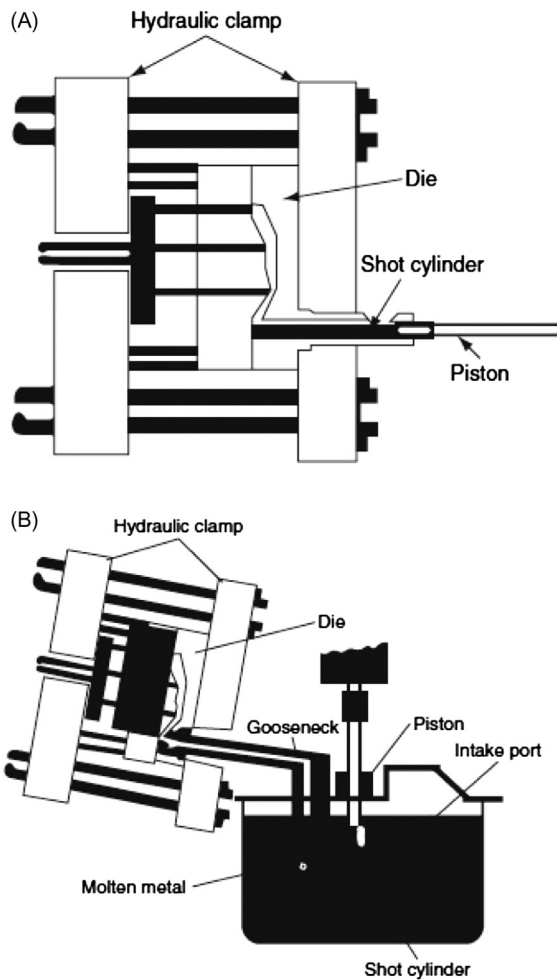 (A)
Hydraulic clamp
Die
Shot cylinder
Piston
(B)
Hydraulic clamp
Die
Gooseneck
Piston
Intake port
Molten metal
Shot cylinder